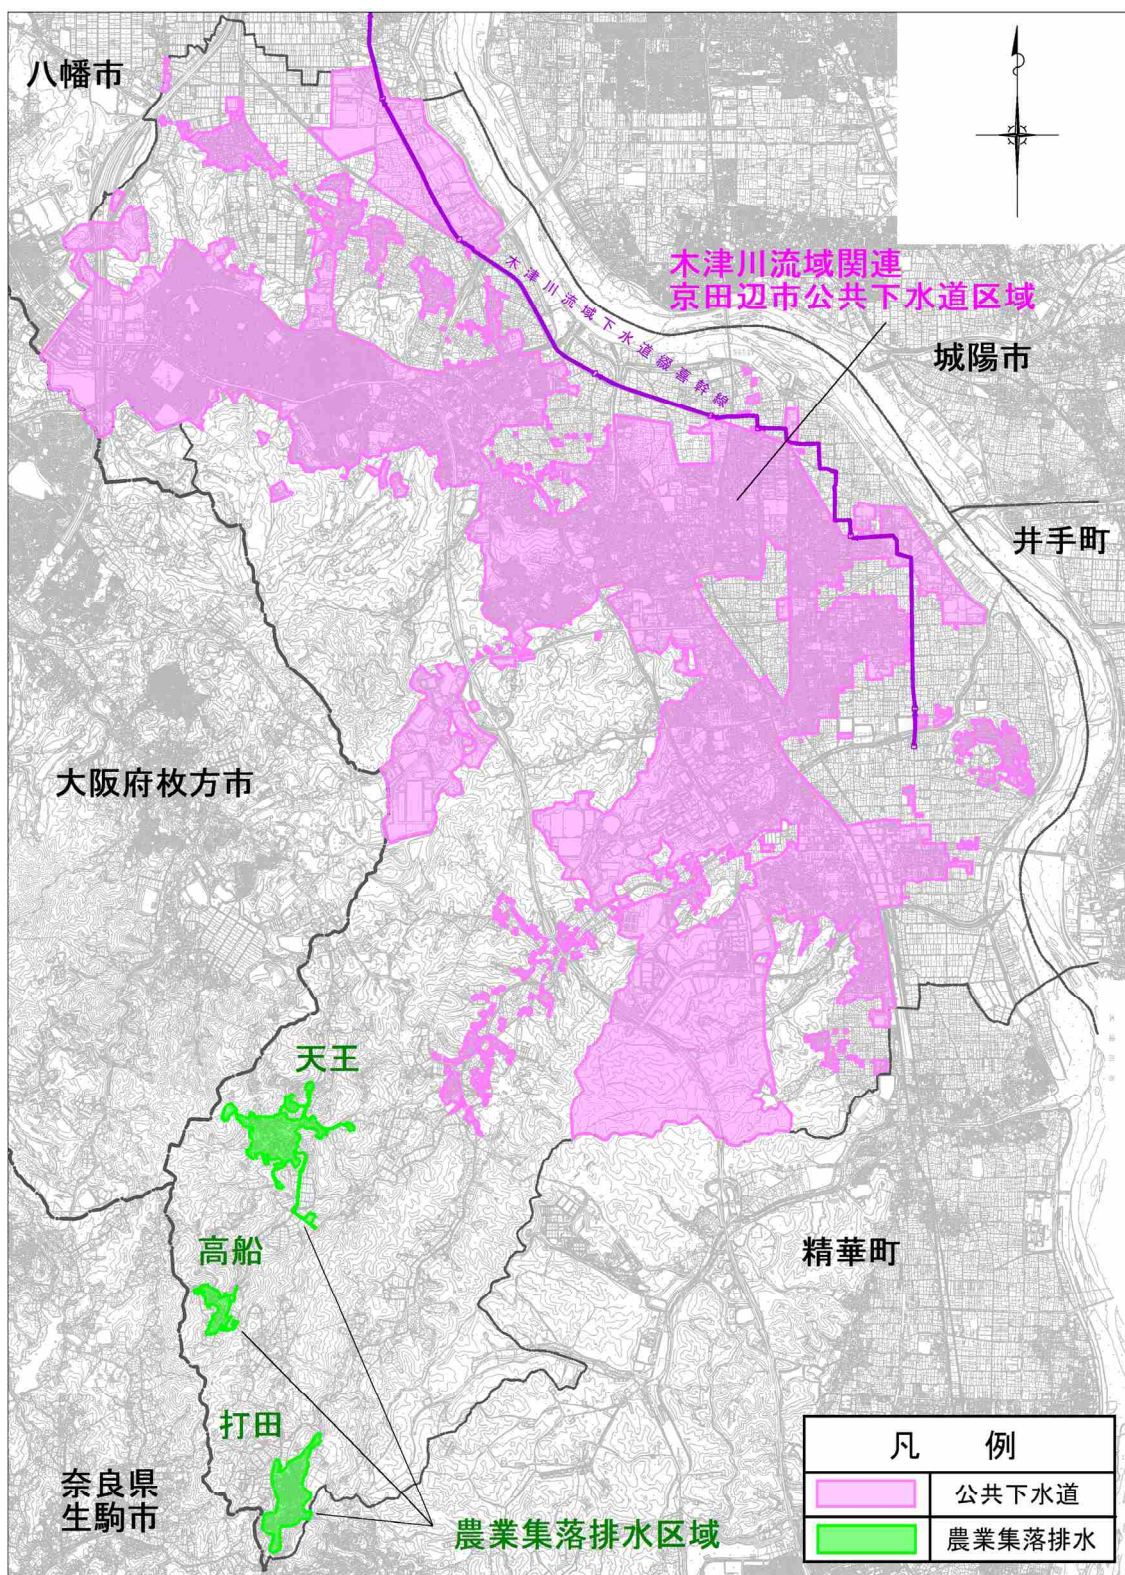 八幡市
木津川流域関連
京田辺市公共下水道区域
木津川流域下水道綴喜幹線
城陽市
井手町
大阪府枚方市
天王
高船
精華町
打田
奈良県
生駒市
農業集落排水区域
凡 例
公共下水道
農業集落排水